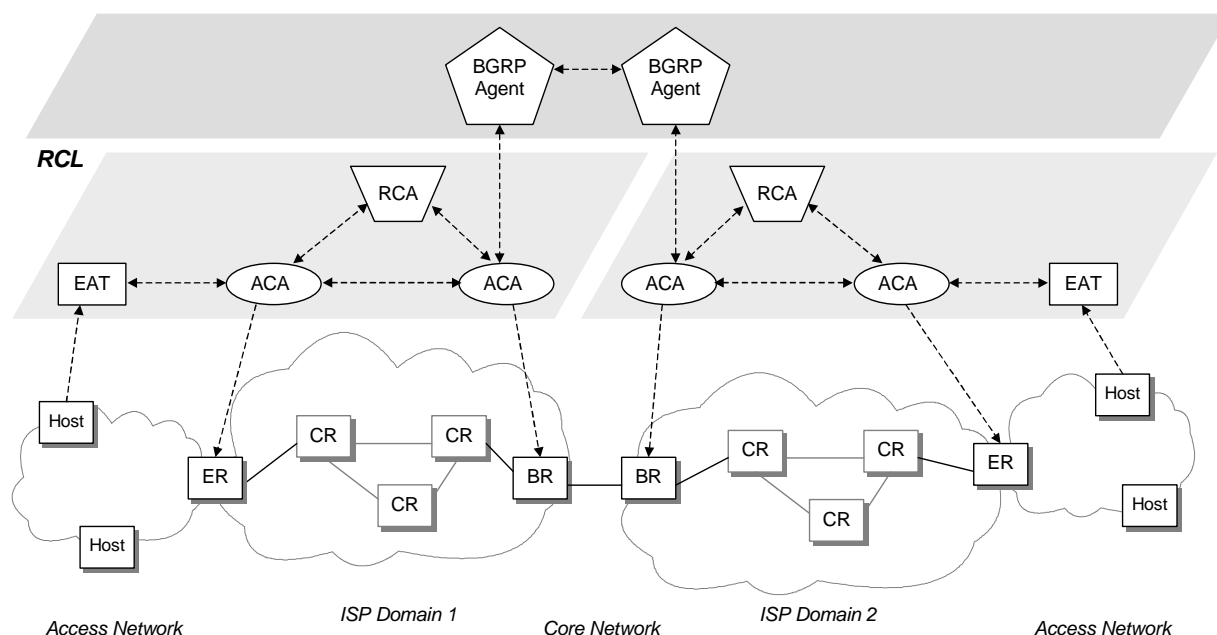 BGRP
Agent
BGRP
Agent
RCL
RCA
RCA
EAT
ACA
ACA
ACA
ACA
EAT
Host
Host
CR
CR
CR
CR
ER
BR
BR
ER
CR
CR
Host
Host
ISP Domain 1
ISP Domain 2
Access Network
Core Network
Access Network